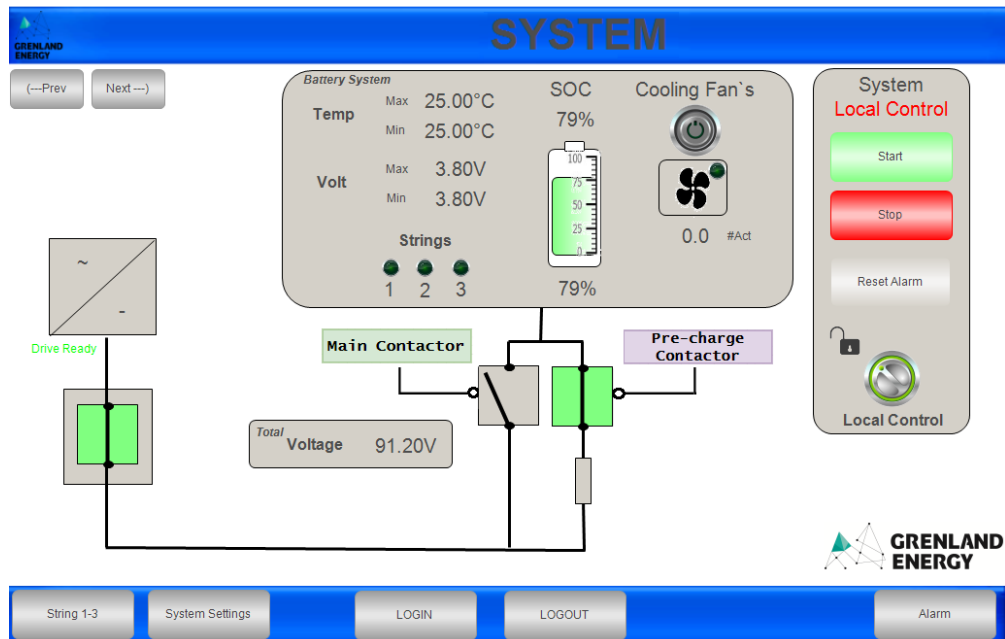 GRENLAND
ENERGY
SYSTEM
(---Prev
Next ---)
Battery System
Temp
Max 25.00°C
Min 25.00°C
Volt
Max 3.80V
Min 3.80V
Strings
1 2 3
SOC
79%
100
75
50
25
0
79%
Cooling Fan`s
0.0 #Act
System
Local Control
Start
Stop
Reset Alarm
Local Control
~
-
Drive Ready
Main Contactor
Pre-charge
Contactor
Total
Voltage 91.20V
GRENLAND
ENERGY
String 1-3
System Settings
LOGIN
LOGOUT
Alarm